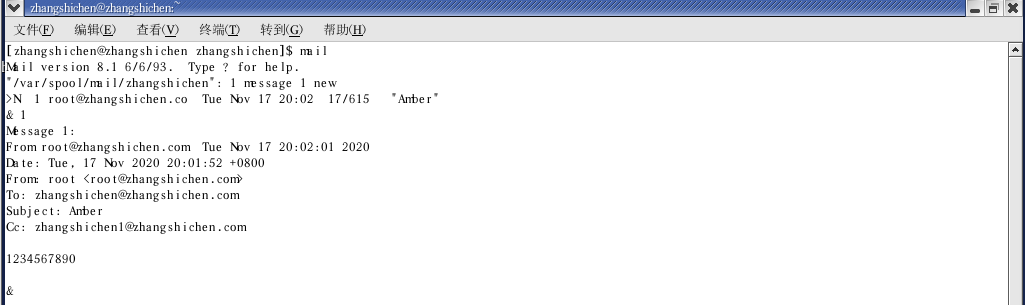 zhangshichen@zhangshichen:~
文件(F) 编辑(E) 查看(V) 终端(T) 转到(G) 帮助(H)
[zhangshichen@zhangshichen zhangshichen]$ mail
Mail version 8.1 6/6/93.  Type ? for help.
"/var/spool/mail/zhangshichen": 1 message 1 new
>N  1 root@zhangshichen.co  Tue Nov 17 20:02  17/615   "Amber"
& 1
Message 1:
From root@zhangshichen.com  Tue Nov 17 20:02:01 2020
Date: Tue, 17 Nov 2020 20:01:52 +0800
From: root <root@zhangshichen.com>
To: zhangshichen@zhangshichen.com
Subject: Amber
Cc: zhangshichen1@zhangshichen.com
1234567890
&